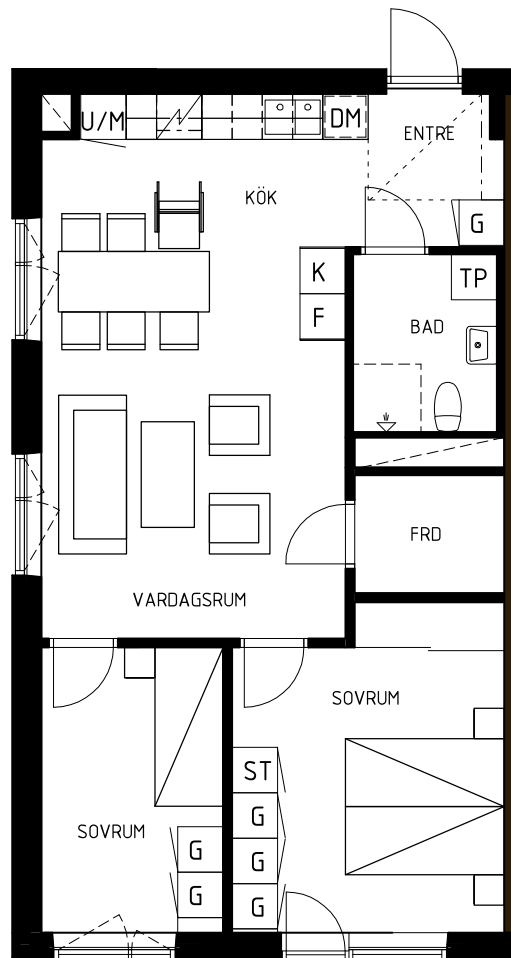 U/M
DM
ENTRE
KÖK
G
K
F
TP
BAD
FRD
VARDAGSRUM
SOVRUM
ST
G
G
G
SOVRUM
G
G